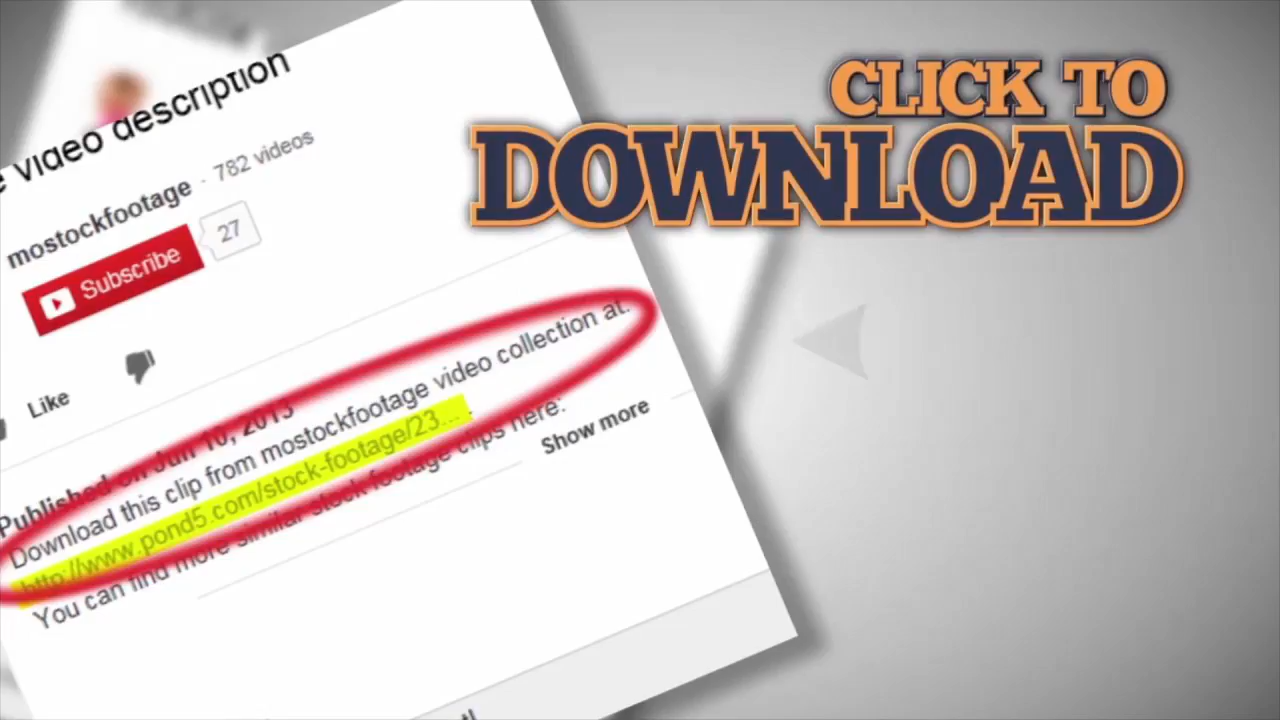 CLICK TO
DOWNLOAD
video description
mostockfootage · 782 videos
Subscribe 27
Like
Published on Jun 10, 2013
Download this clip from mostockfootage video collection at:
http://www.pond5.com/stock-footage/23... .
You can find more similar stock footage clips here:
Show more